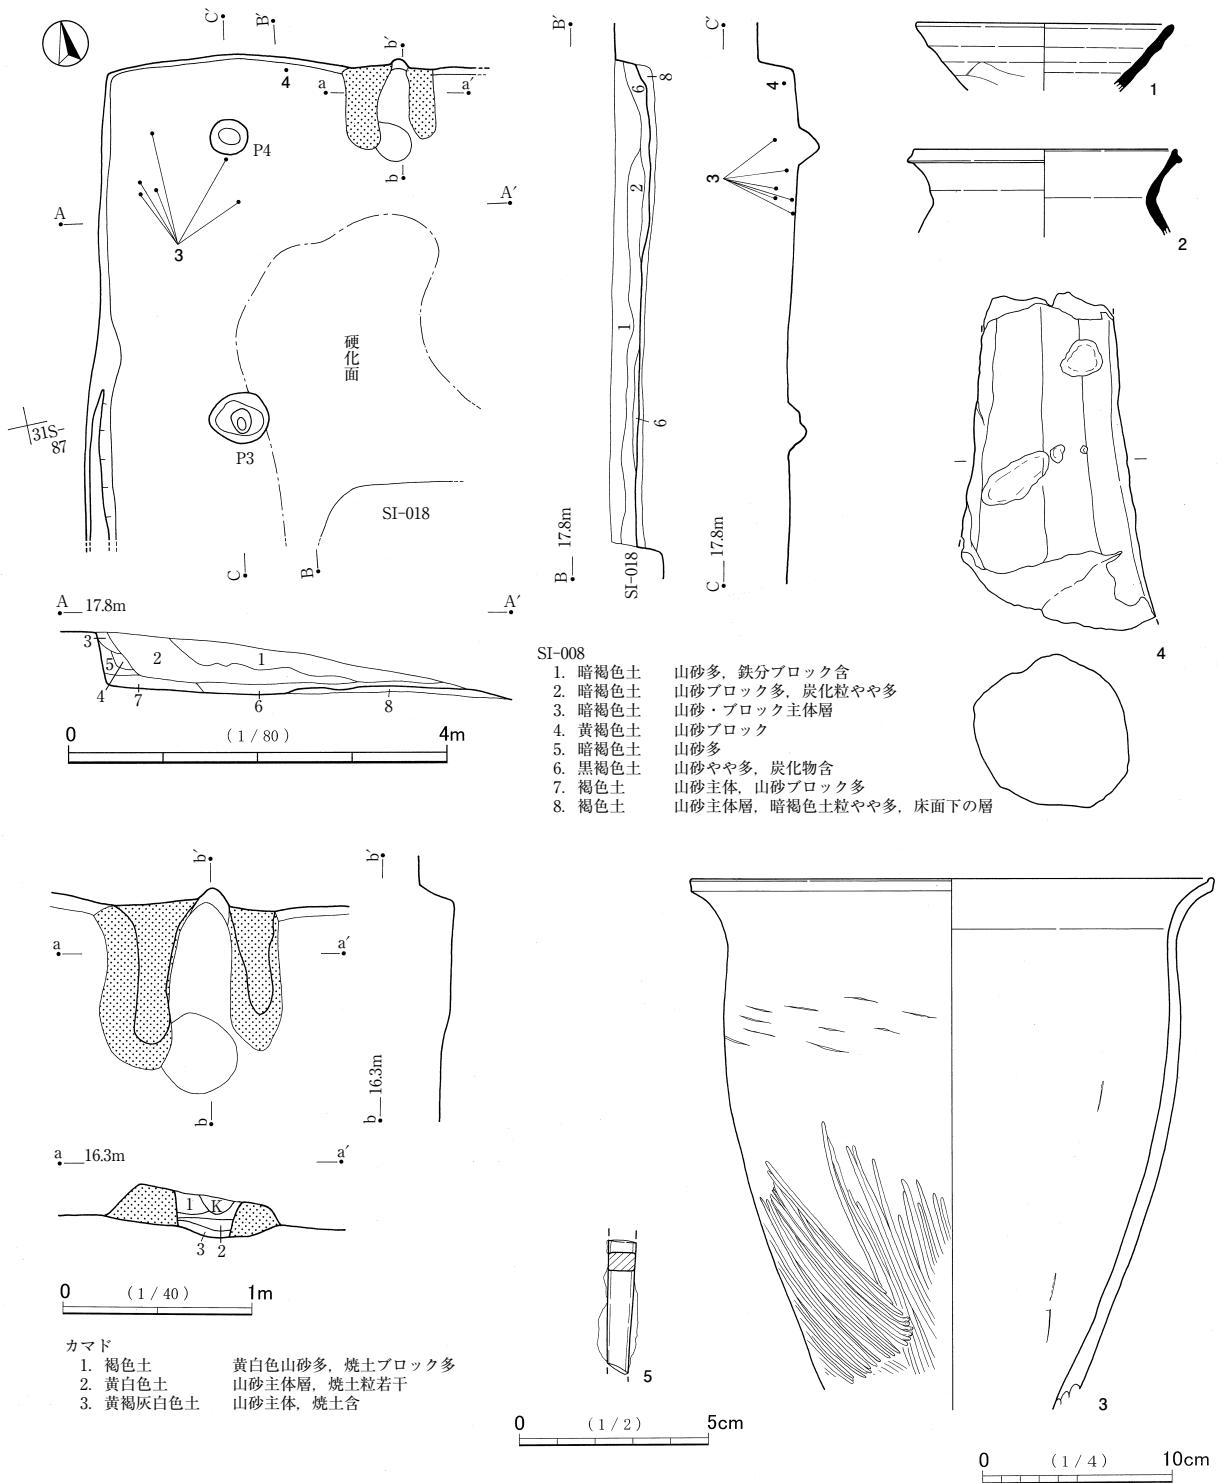 C′
B′
b′
a
a′
4
P4
b
A
A′
3
硬化面
31S-
87
P3
SI-018
C
B
A 17.8m
A′
3
2
1
5
4
7
6
8
0 (1/80) 4m
B′
8
6
2
1
6
B 17.8m
SI-018
C′
4
3
C 17.8m
1
2
4
SI-008
1. 暗褐色土 山砂多，鉄分ブロック含
2. 暗褐色土 山砂ブロック多，炭化粒やや多
3. 暗褐色土 山砂・ブロック主体層
4. 黄褐色土 山砂ブロック
5. 暗褐色土 山砂多
6. 黒褐色土 山砂やや多，炭化物含
7. 褐色土 山砂主体，山砂ブロック多
8. 褐色土 山砂主体層，暗褐色土粒やや多，床面下の層
b′
a
a′
b
b′
b 16.3m
a 16.3m
a′
1
K
3
2
0 (1/40) 1m
カマド
1. 褐色土 黄白色山砂多，焼土ブロック多
2. 黄白色土 山砂主体層，焼土粒若干
3. 黄褐灰白色土 山砂主体，焼土含
5
0 (1/2) 5cm
3
0 (1/4) 10cm